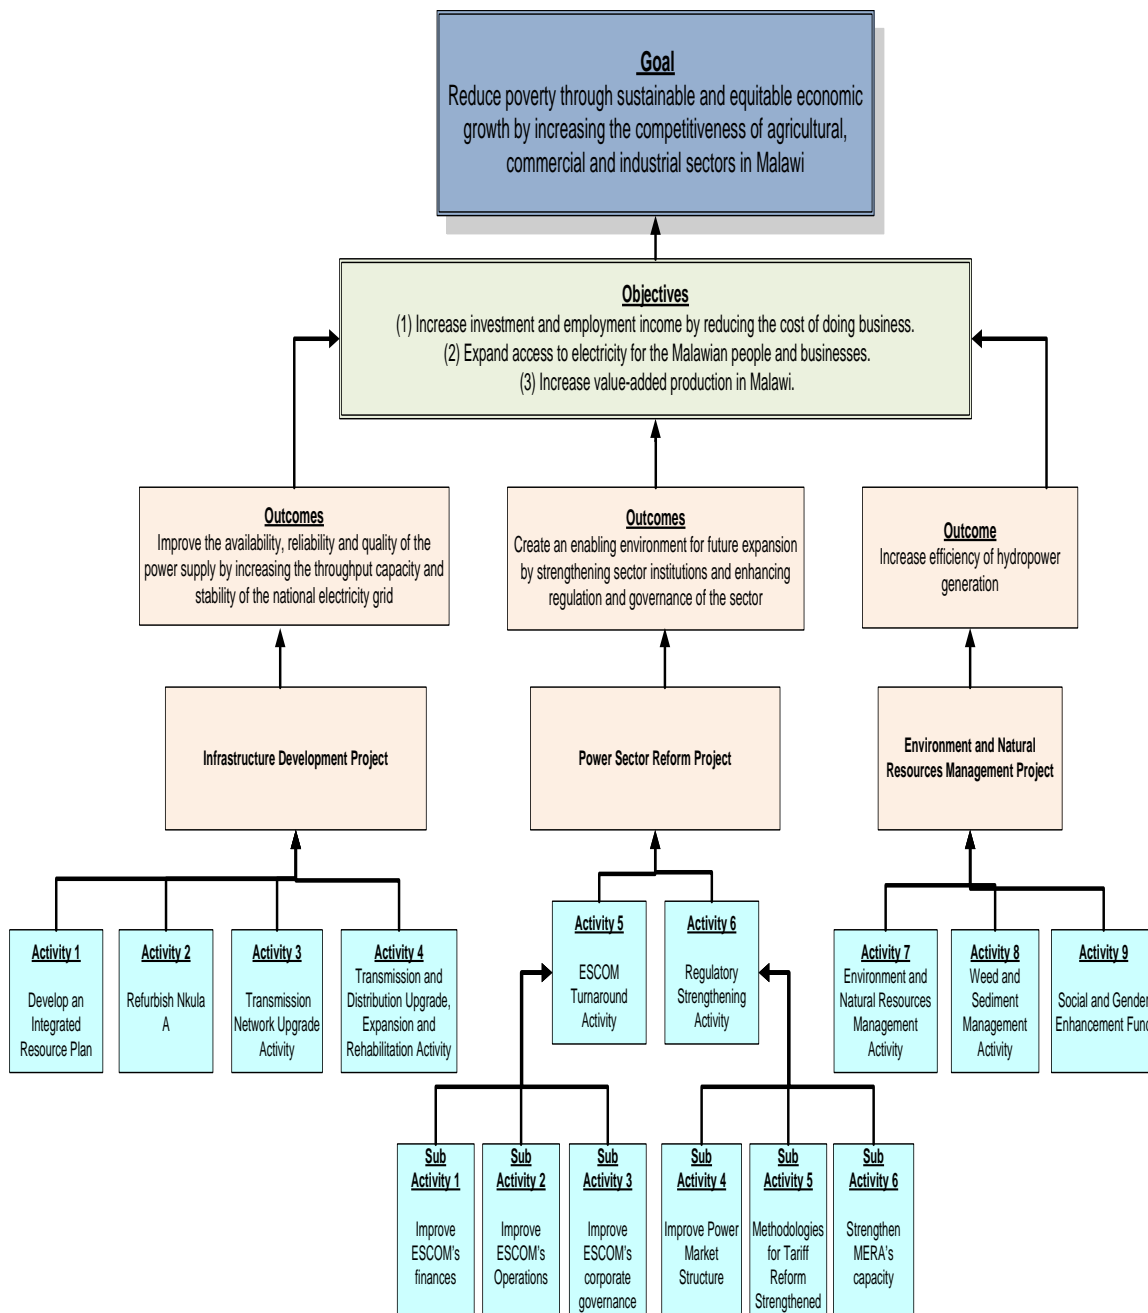 Goal
Reduce poverty through sustainable and equitable economic
growth by increasing the competitiveness of agricultural,
commercial and industrial sectors in Malawi
Objectives
(1) Increase investment and employment income by reducing the cost of doing business.
(2) Expand access to electricity for the Malawian people and businesses.
(3) Increase value-added production in Malawi.
Outcomes
Improve the availability, reliability and quality of the
power supply by increasing the throughput capacity and
stability of the national electricity grid
Outcomes
Create an enabling environment for future expansion
by strengthening sector institutions and enhancing
regulation and governance of the sector
Outcome
Increase efficiency of hydropower
generation
Infrastructure Development Project
Power Sector Reform Project
Environment and Natural
Resources Management Project
Activity 1
Develop an
Integrated
Resource Plan
Activity 2
Refurbish Nkula
A
Activity 3
Transmission
Network Upgrade
Activity
Activity 4
Transmission and
Distribution Upgrade,
Expansion and
Rehabilitation Activity
Activity 5
ESCOM
Turnaround
Activity
Activity 6
Regulatory
Strengthening
Activity
Activity 7
Environment and
Natural Resources
Management
Activity
Activity 8
Weed and
Sediment
Management
Activity
Activity 9
Social and Gender
Enhancement Fund
Sub
Activity 1
Improve
ESCOM's
finances
Sub
Activity 2
Improve
ESCOM's
Operations
Sub
Activity 3
Improve
ESCOM's
corporate
governance
Sub
Activity 4
Improve Power
Market
Structure
Sub
Activity 5
Methodologies
for Tariff
Reform
Strengthened
Sub
Activity 6
Strengthen
MERA's
capacity